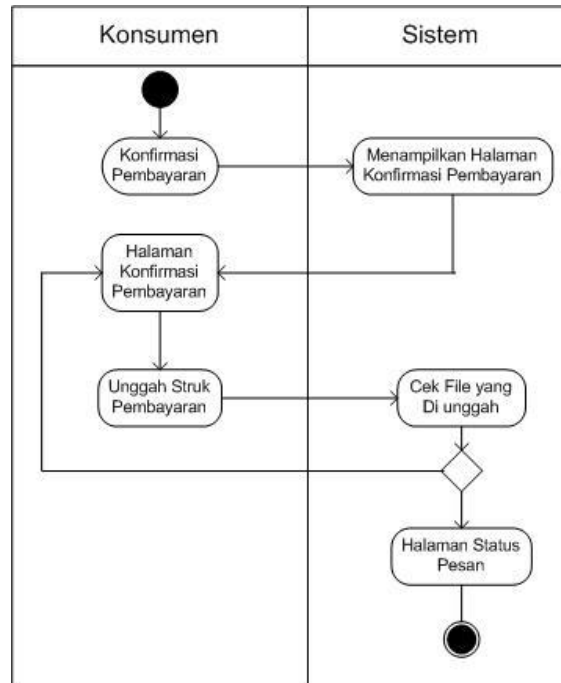 Konsumen
Sistem
Konfirmasi
Pembayaran
Menampilkan Halaman
Konfirmasi Pembayaran
Halaman
Konfirmasi
Pembayaran
Unggah Struk
Pembayaran
Cek File yang
Di unggah
Halaman Status
Pesan